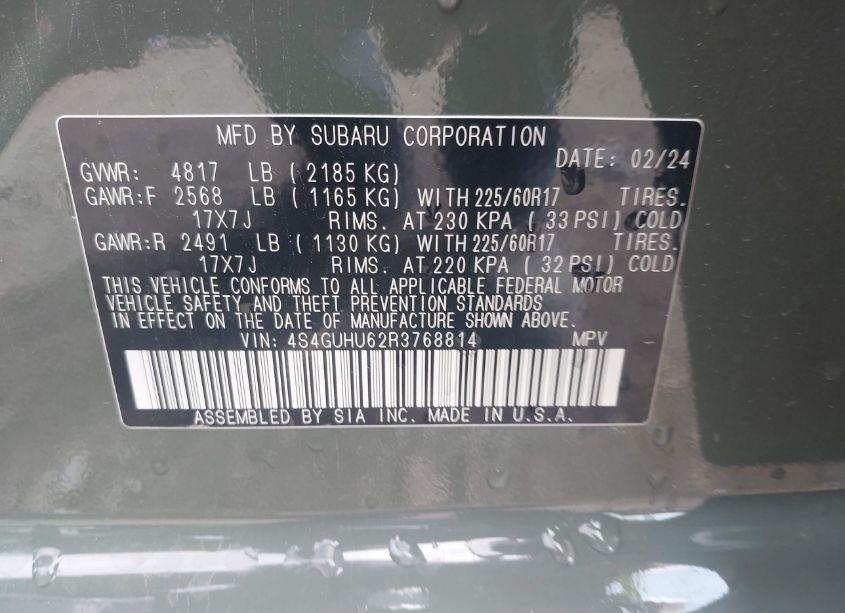 MFD BY SUBARU CORPORATION
DATE: 02/24
GVWR: 4817 LB ( 2185 KG)
GAWR:F 2568 LB ( 1165 KG) WITH 225/60R17 TIRES.
17X7J RIMS. AT 230 KPA ( 33 PSI) COLD
GAWR:R 2491 LB ( 1130 KG) WITH 225/60R17 TIRES.
17X7J RIMS. AT 220 KPA ( 32 PSI) COLD
THIS VEHICLE CONFORMS TO ALL APPLICABLE FEDERAL MOTOR
VEHICLE SAFETY AND THEFT PREVENTION STANDARDS
IN EFFECT ON THE DATE OF MANUFACTURE SHOWN ABOVE.
VIN: 4S4GUHU62R3768814 MPV
ASSEMBLED BY SIA INC. MADE IN U.S.A.